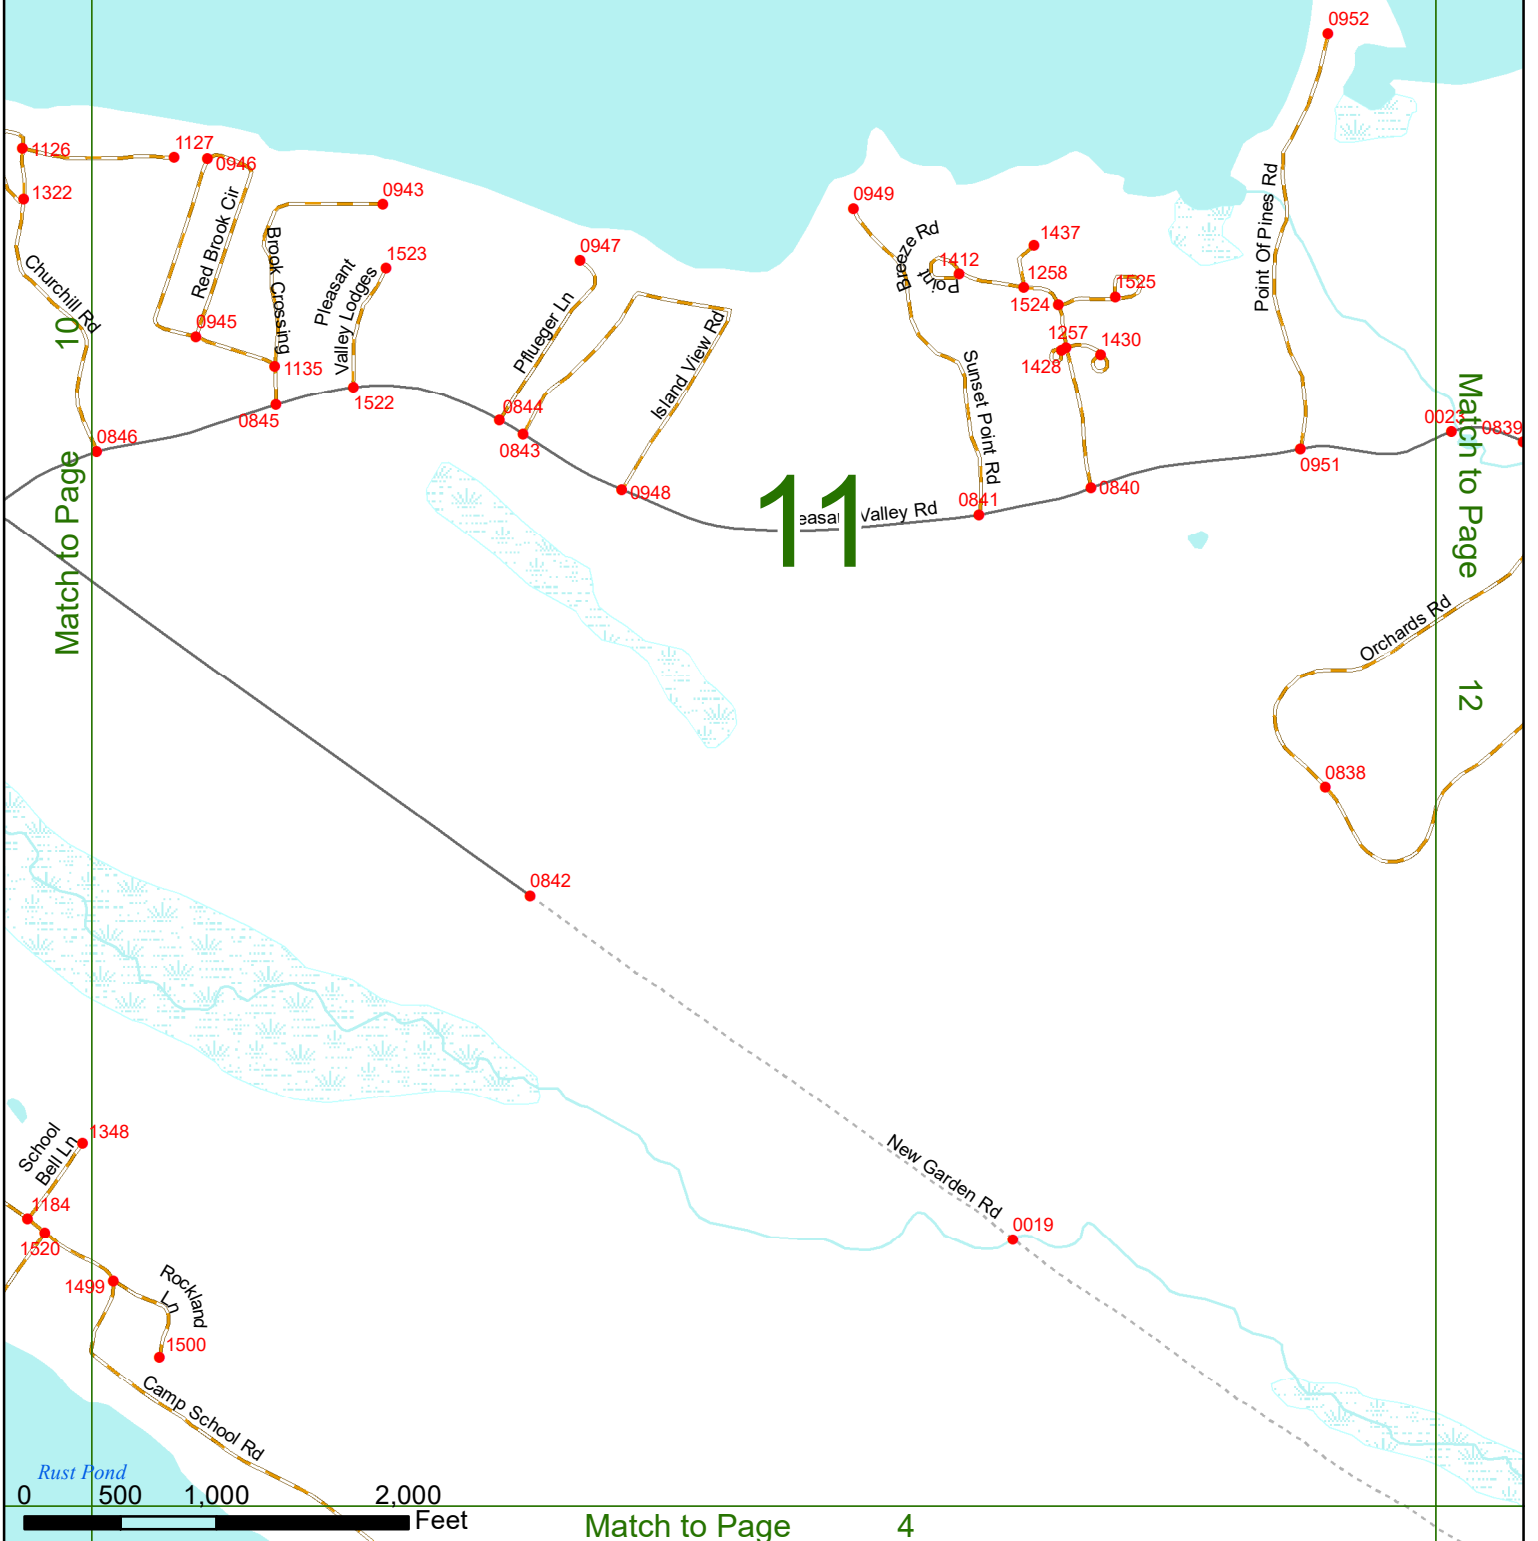 0952
1126
1127
0946
1322
0943
Red Brook Cir
Brook Crossing
1523
Pleasant
Valley Lodges
0947
0949
Breeze Rd
Point
1412
1437
1258
1524
1525
Point Of Pines Rd
Churchill Rd
0945
1135
Pflueger Ln
Island View Rd
1257
1428
1430
Sunset Point Rd
1522
0845
0844
0843
0846
0948
0841
0840
0951
0023
0839
Match to Page 10
11
easa Valley Rd
Match to Page 12
Orchards Rd
0838
0842
New Garden Rd
0019
School
Bell Ln
1348
1184
1520
1499
Rockland
Ln
1500
Camp School Rd
Rust Pond
0 500 1,000 2,000
Feet
Match to Page 4